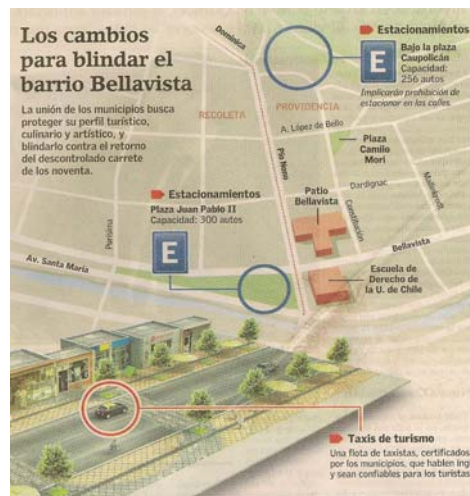 Los cambios
para blindar el
barrio Bellavista
La unión de los municipios busca
proteger su perfil turístico,
culinario y artístico, y
blindarlo contra el retorno
del descontrolado carrete
de los noventa.
Dominica
Estacionamientos
E
Bajo la plaza
Caupolicán
Capacidad:
256 autos
Implicarán prohibición de
estacionar en las calles
RECOLETA
PROVIDENCIA
A. López de Bello
Pío Nono
Plaza
Camilo
Mori
Mallinkrodt
Dardignac
Estacionamientos
Plaza Juan Pablo II
Capacidad: 300 autos
E
Purísima
Patio
Bellavista
Constitución
Bellavista
Av. Santa María
Escuela de
Derecho de
la U. de Chile
Taxis de turismo
Una flota de taxistas, certificados
por los municipios, que hablen ing
y sean confiables para los turistas